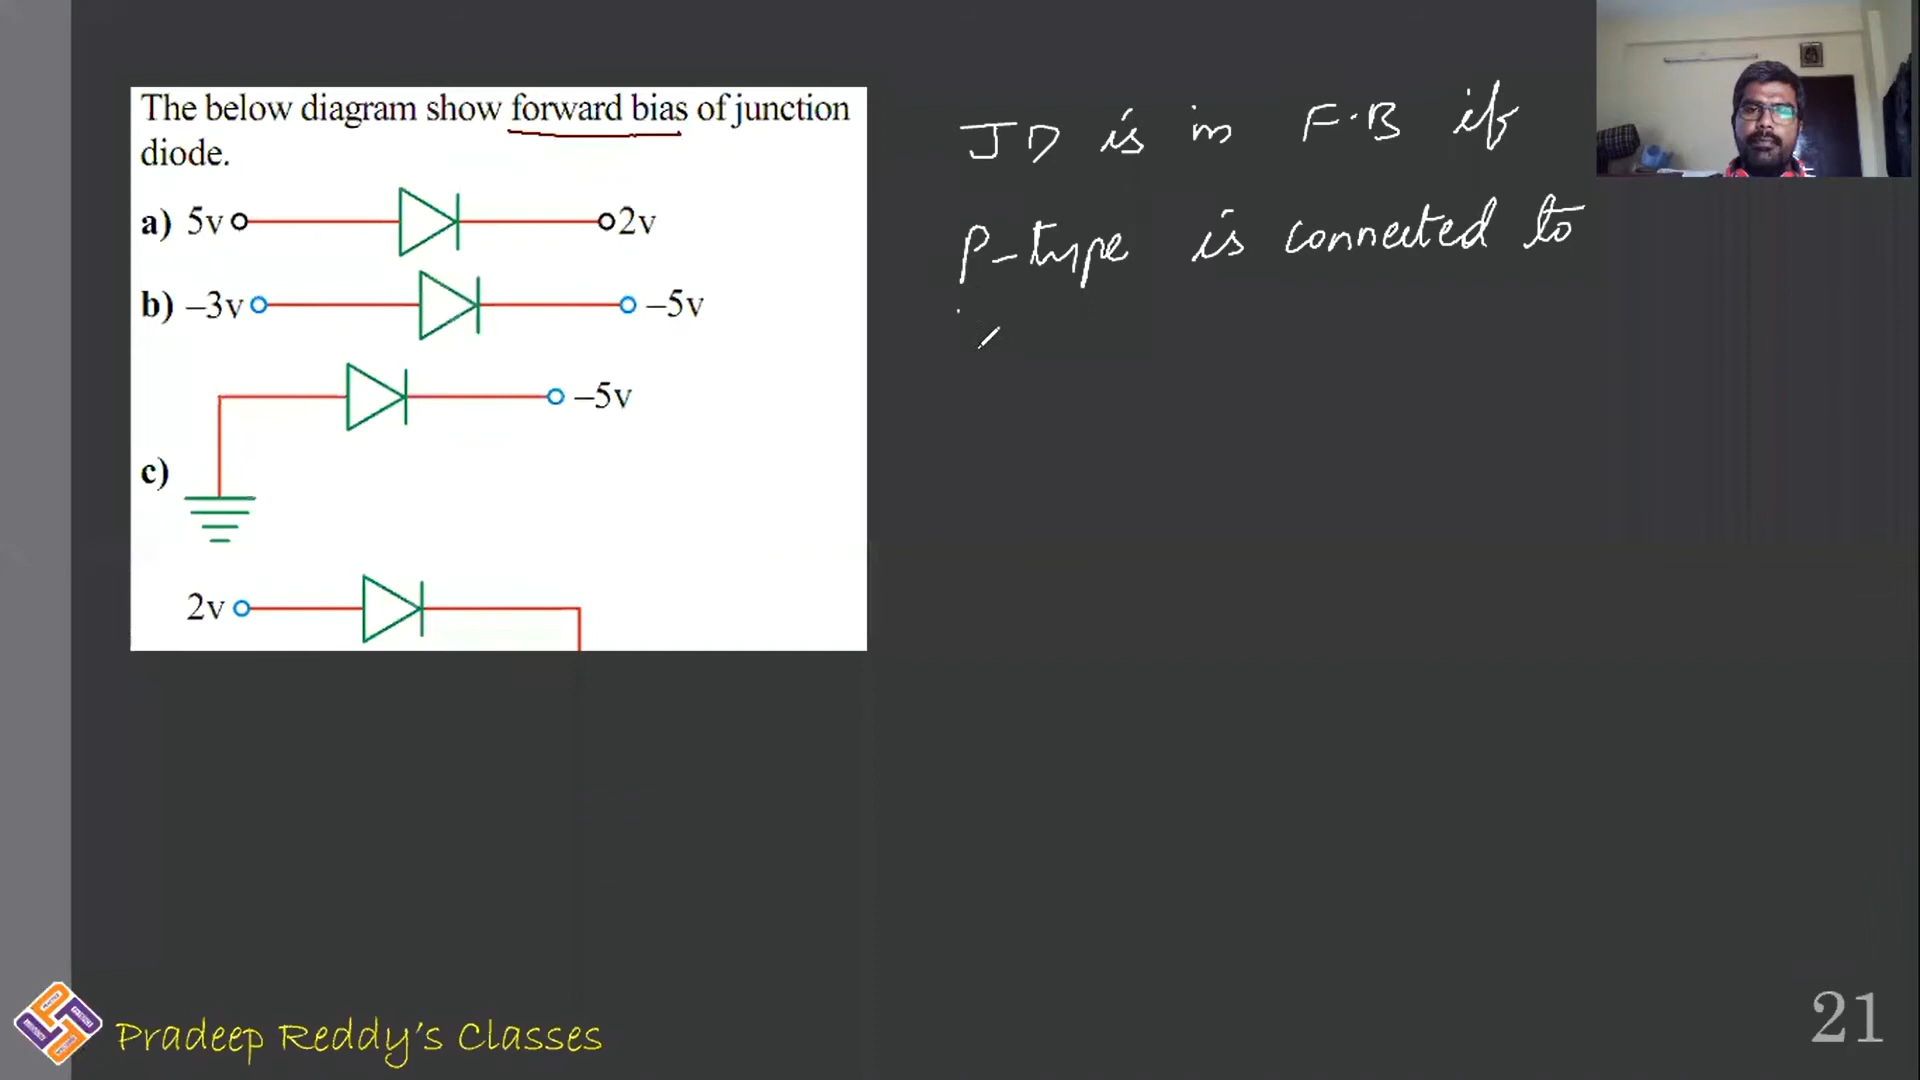 The below diagram show forward bias of junction
diode.
a) 5v 2v
b) –3v –5v
–5v
c)
2v
JD is in F.B if
P-type is connected to
Pradeep Reddy's Classes
21